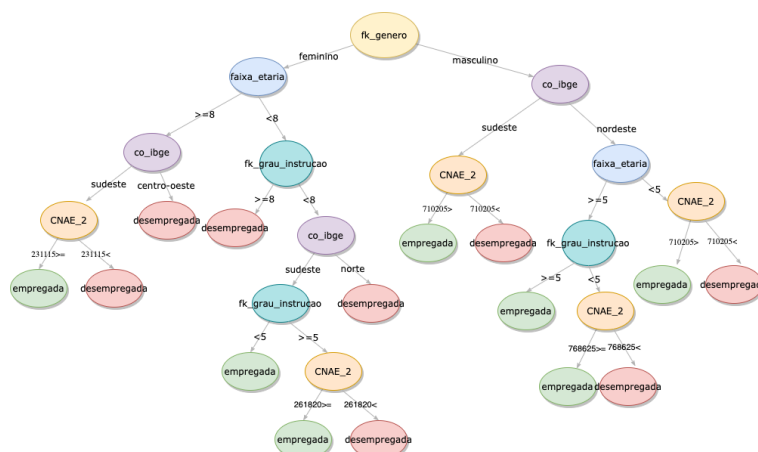 fk_genero
feminino
masculino
faixa_etaria
co_ibge
>=8
<8
sudeste
nordeste
co_ibge
fk_grau_instrucao
CNAE_2
faixa_etaria
sudeste
centro-oeste
>=8
<8
710205>
710205<
>=5
<5
CNAE_2
CNAE_2
desempregada
desempregada
co_ibge
empregada
desempregada
fk_grau_instrucao
710205>
710205<
231115>=
231115<
sudeste
norte
>=5
<5
empregada
desempregada
empregada
desempregada
fk_grau_instrucao
desempregada
empregada
CNAE_2
<5
>=5
768625>=
768625<
empregada
CNAE_2
empregada
desempregada
261820>=
261820<
empregada
desempregada